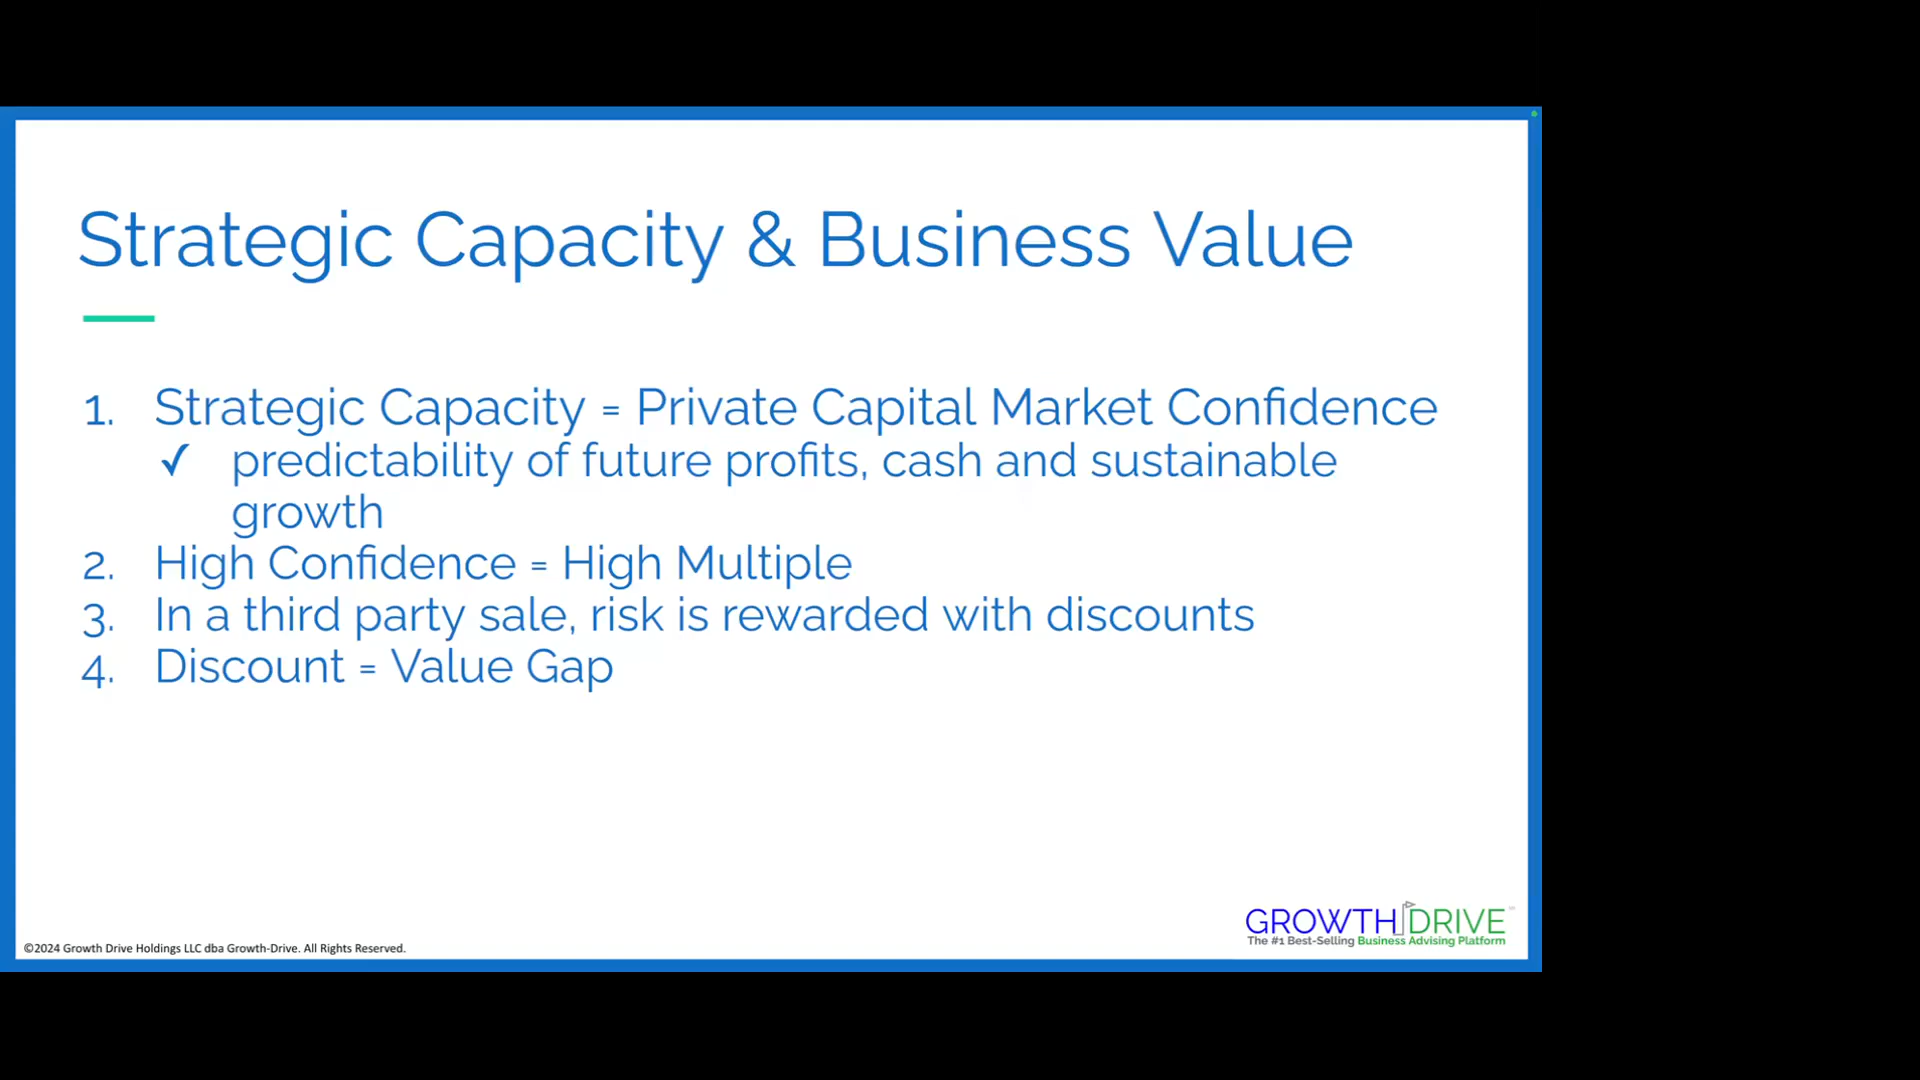 Strategic Capacity & Business Value
1. Strategic Capacity = Private Capital Market Confidence
✓ predictability of future profits, cash and sustainable
growth
2. High Confidence = High Multiple
3. In a third party sale, risk is rewarded with discounts
4. Discount = Value Gap
GROWTH DRIVE
The #1 Best-Selling Business Advising Platform
©2024 Growth Drive Holdings LLC dba Growth-Drive. All Rights Reserved.